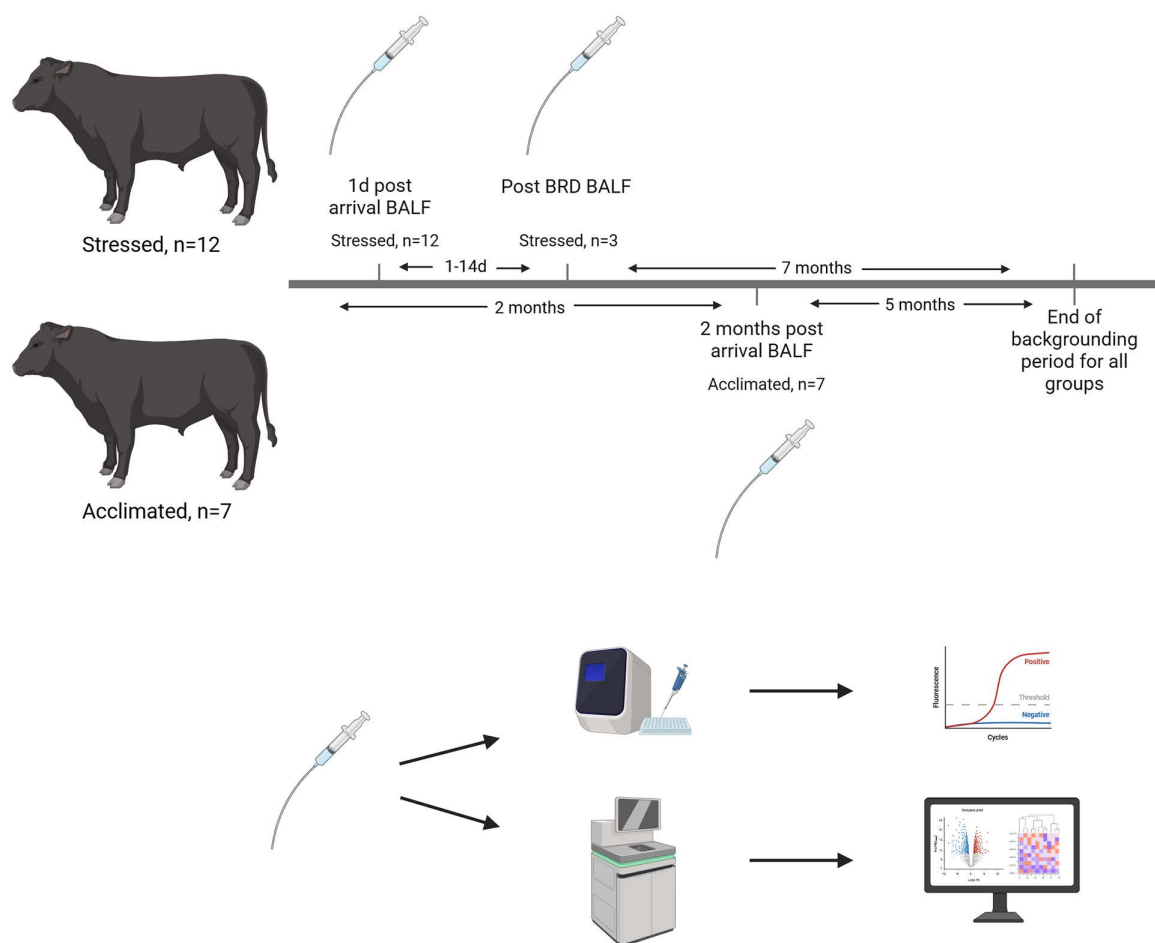 1d post
arrival BALF
Post BRD BALF
Stressed, n=12
Stressed, n=12
Stressed, n=3
1-14d
7 months
2 months
5 months
2 months post
arrival BALF
Acclimated, n=7
End of
backgrounding
period for all
groups
Acclimated, n=7
Fluorescence
Positive
Threshold
Negative
Cycles
Volcano plot